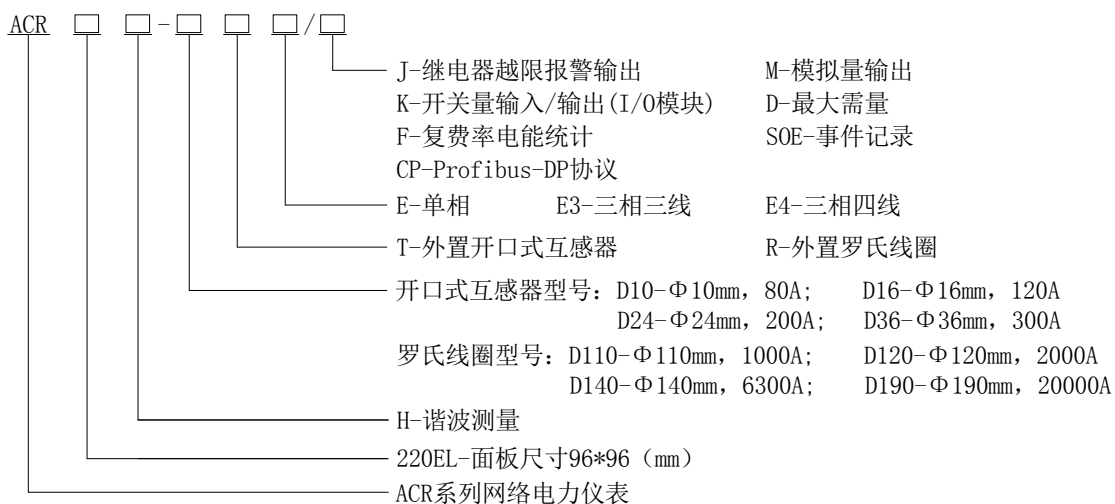 ACR □ □-□ □ □/□
J-继电器越限报警输出 M-模拟量输出
K-开关量输入/输出(I/O模块) D-最大需量
F-复费率电能统计 SOE-事件记录
CP-Profibus-DP协议
E-单相 E3-三相三线 E4-三相四线
T-外置开口式互感器 R-外置罗氏线圈
开口式互感器型号：D10-Φ10mm，80A; D16-Φ16mm，120A
D24-Φ24mm，200A; D36-Φ36mm，300A
罗氏线圈型号：D110-Φ110mm，1000A; D120-Φ120mm，2000A
D140-Φ140mm，6300A; D190-Φ190mm，20000A
H-谐波测量
220EL-面板尺寸96*96（mm）
ACR系列网络电力仪表